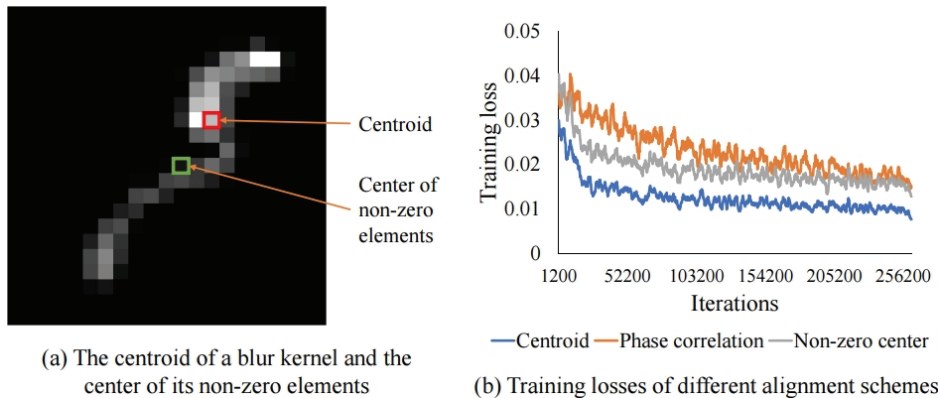 Centroid
Center of
non-zero
elements
(a) The centroid of a blur kernel and the
center of its non-zero elements
0.05
0.04
0.03
0.02
0.01
0
Training loss
1200 52200 103200 154200 205200 256200
Iterations
Centroid Phase correlation Non-zero center
(b) Training losses of different alignment schemes